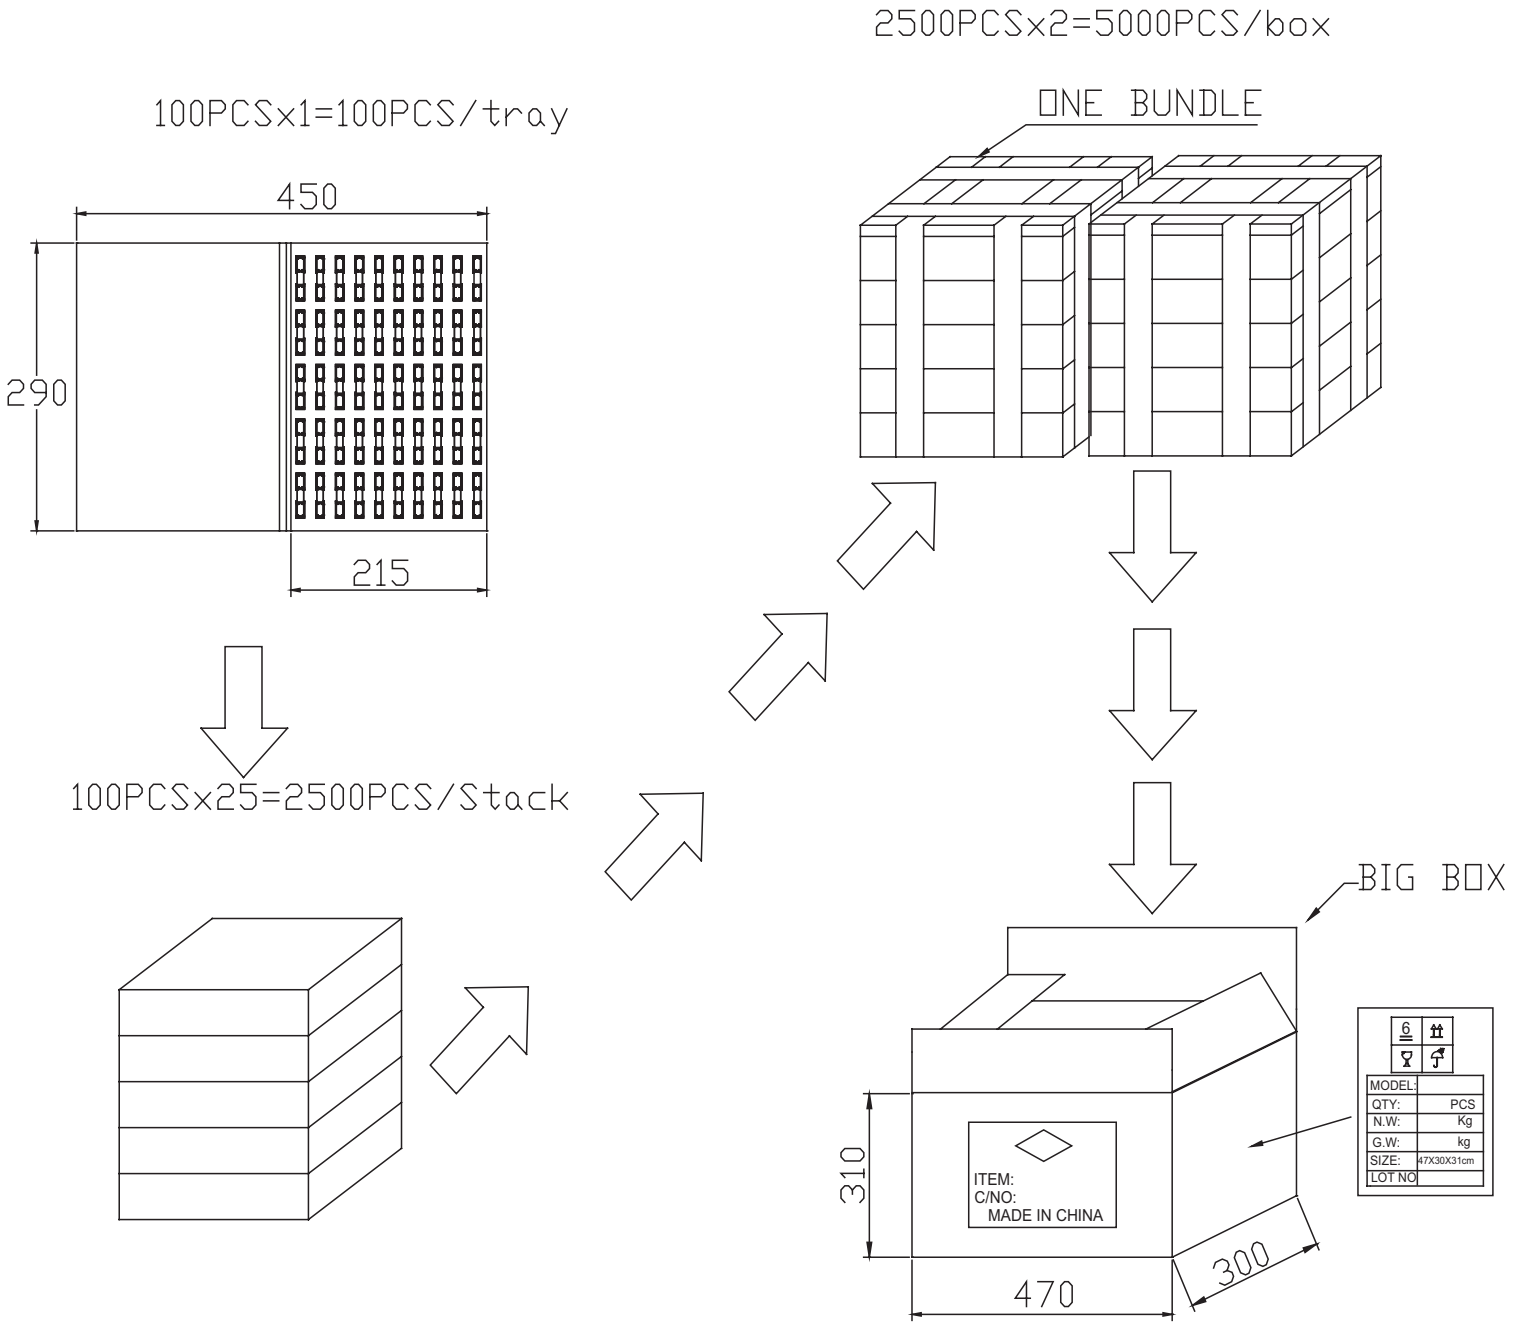 2500PCSx2=5000PCS/box
ONE BUNDLE
100PCSx1=100PCS/tray
450
290
215
100PCSx25=2500PCS/Stack
BIG BOX
6
MODEL:
QTY: PCS
N.W: Kg
G.W: kg
SIZE: 47X30X31cm
LOT NO
310
ITEM:
C/NO:
MADE IN CHINA
300
470